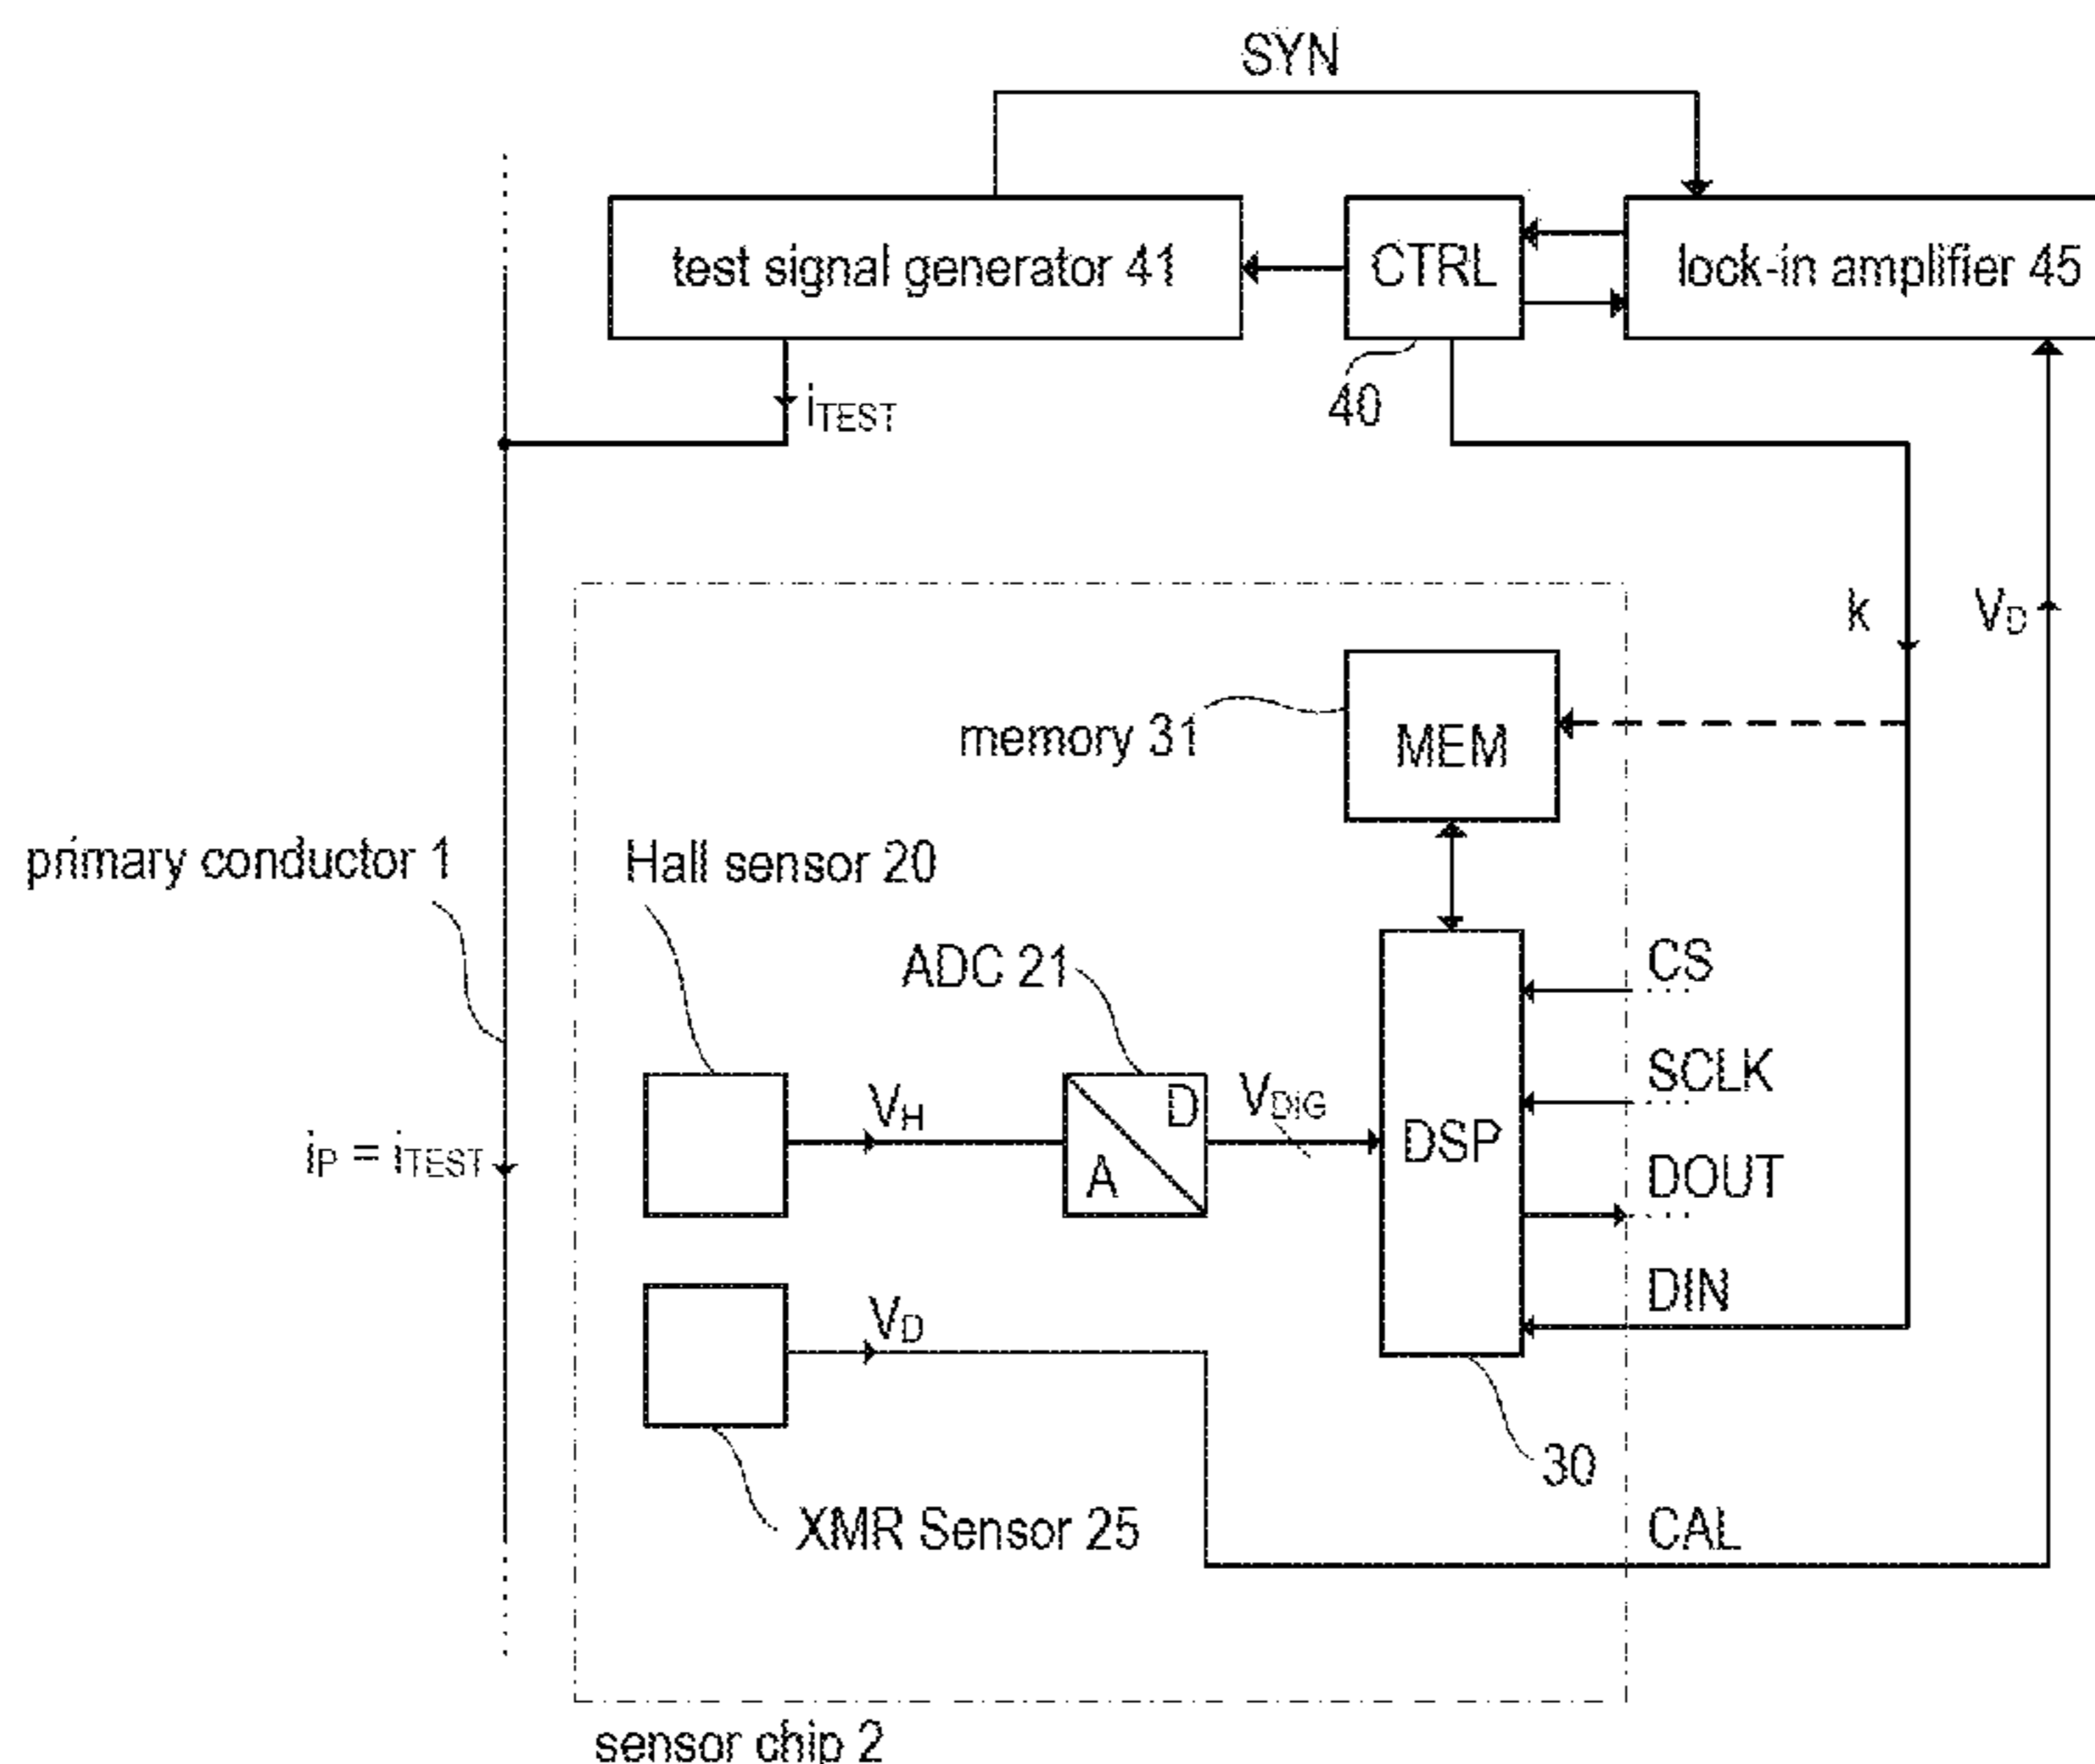 SYN
test signal generator 41
CTRL
lock-in amplifier 45
iTEST
40
k
VD
memory 31
MEM
primary conductor 1
Hall sensor 20
ADC 21
CS
SCLK
VH
D
A
VDIG
DSP
DOUT
iP = iTEST
DIN
VD
30
XMR Sensor 25
CAL
sensor chip 2